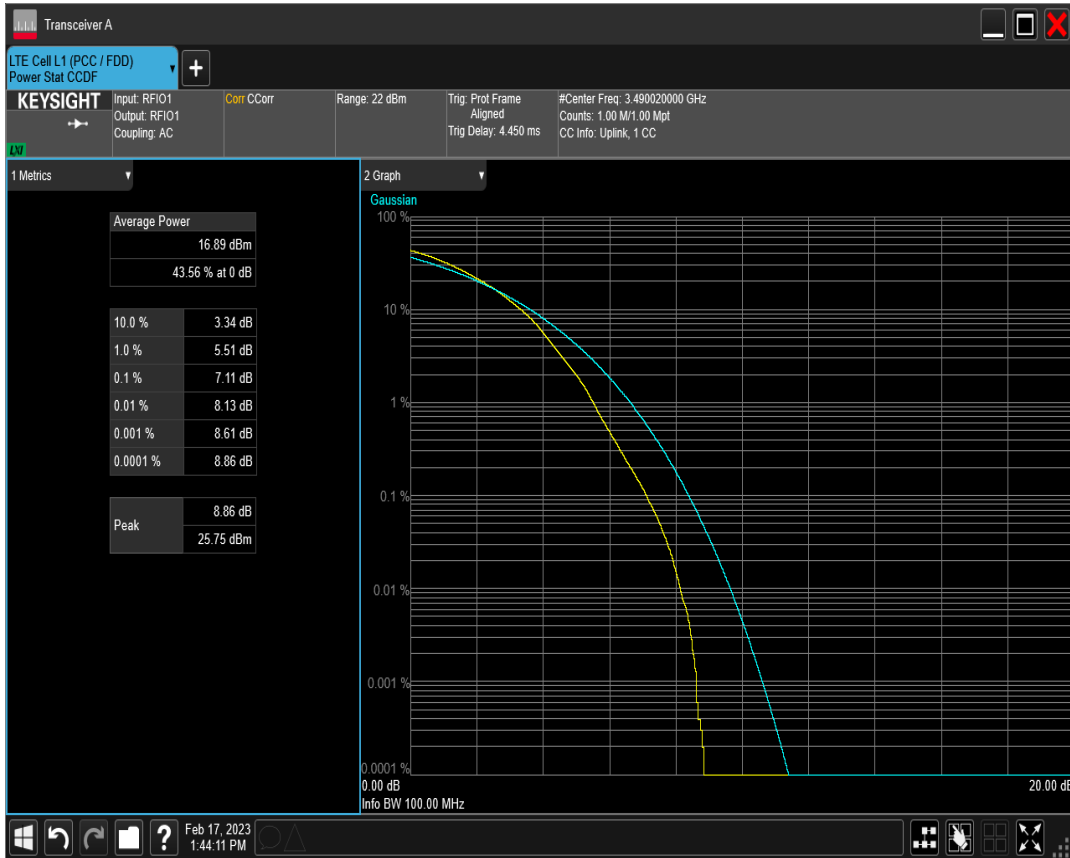 Transceiver A
LTE Cell L1 (PCC / FDD)
Power Stat CCDF
KEYSIGHT
LXI
Input: RFIO1
Output: RFIO1
Coupling: AC
Corr CCorr
Range: 22 dBm
Trig: Prot Frame
Aligned
Trig Delay: 4.450 ms
#Center Freq: 3.490020000 GHz
Counts: 1.00 M/1.00 Mpt
CC Info: Uplink, 1 CC
1 Metrics
Average Power
16.89 dBm
43.56 % at 0 dB
10.0 % 3.34 dB
1.0 % 5.51 dB
0.1 % 7.11 dB
0.01 % 8.13 dB
0.001 % 8.61 dB
0.0001 % 8.86 dB
Peak 8.86 dB
25.75 dBm
2 Graph
Gaussian
100 %
10 %
1 %
0.1 %
0.01 %
0.001 %
0.0001 %
0.00 dB 20.00 dB
Info BW 100.00 MHz
? Feb 17, 2023
1:44:11 PM